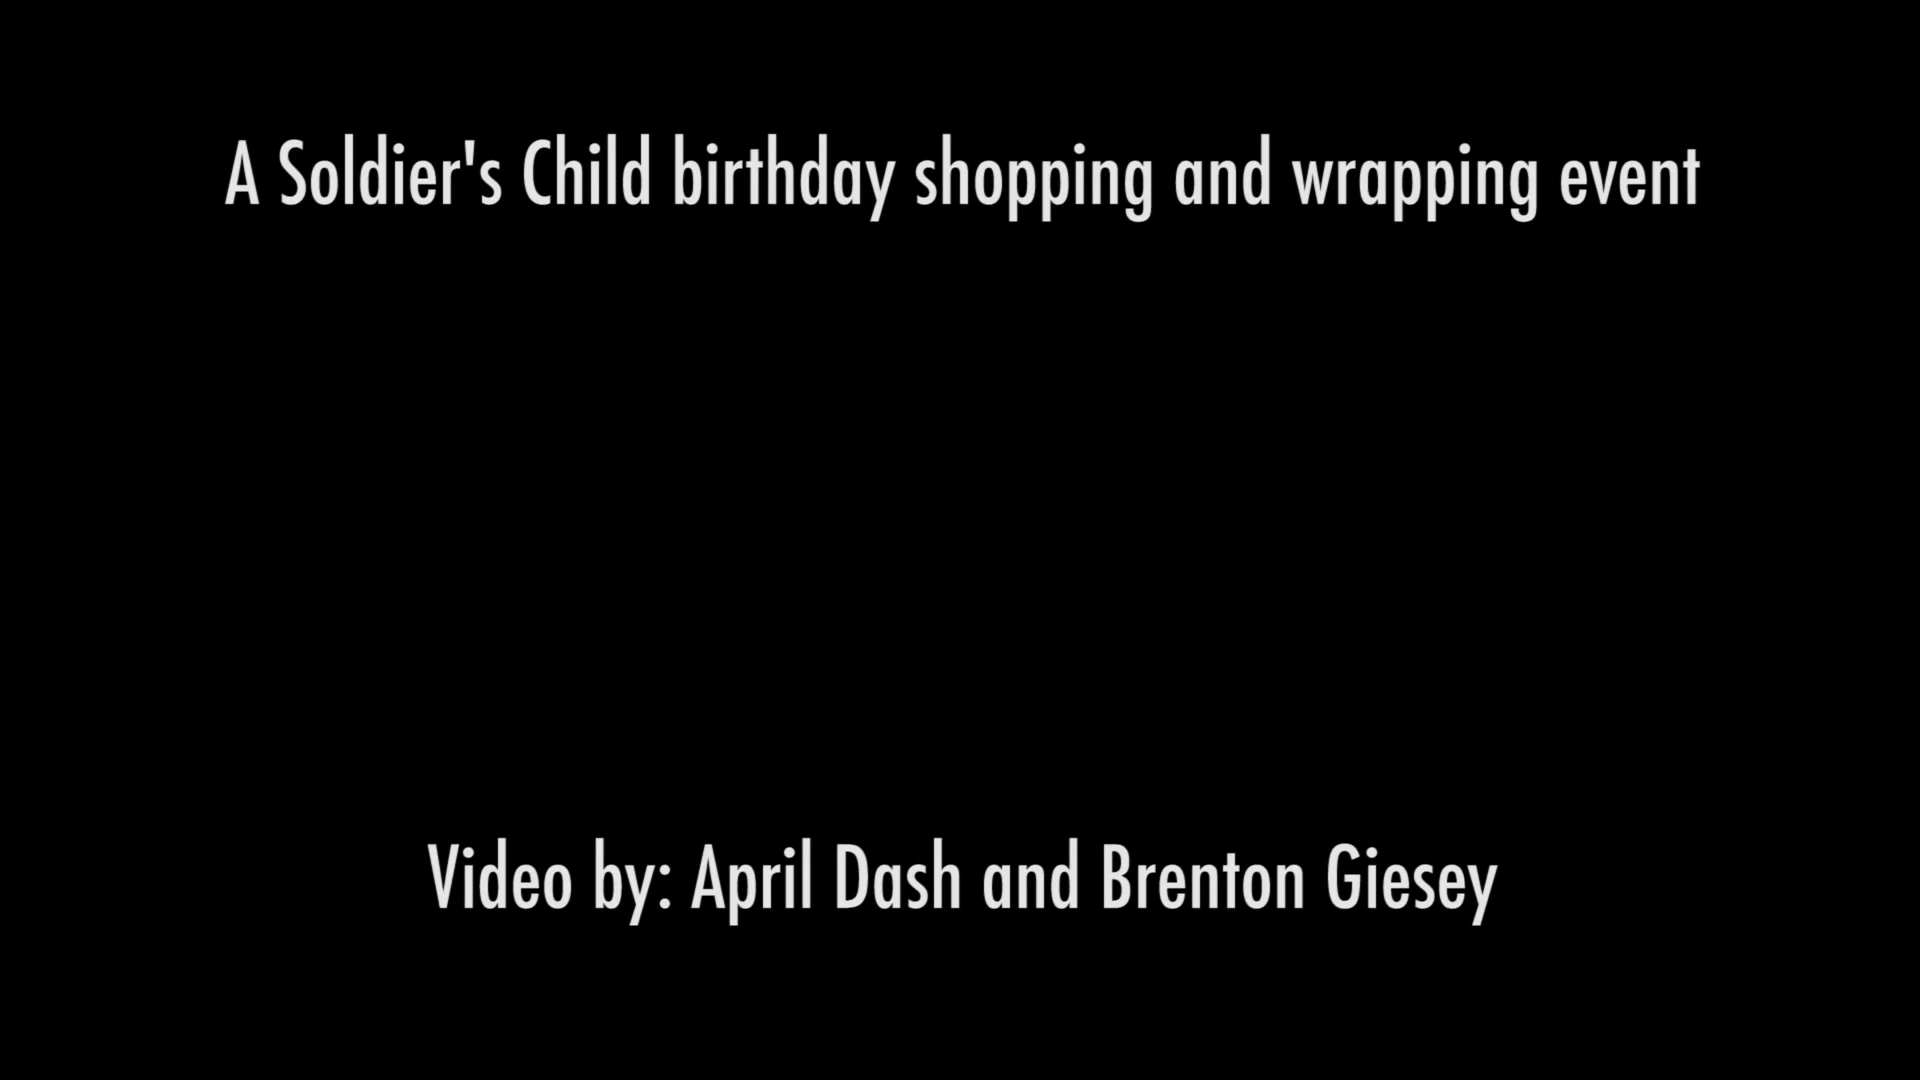 A Soldier's Child birthday shopping and wrapping event
Video by: April Dash and Brenton Giesey